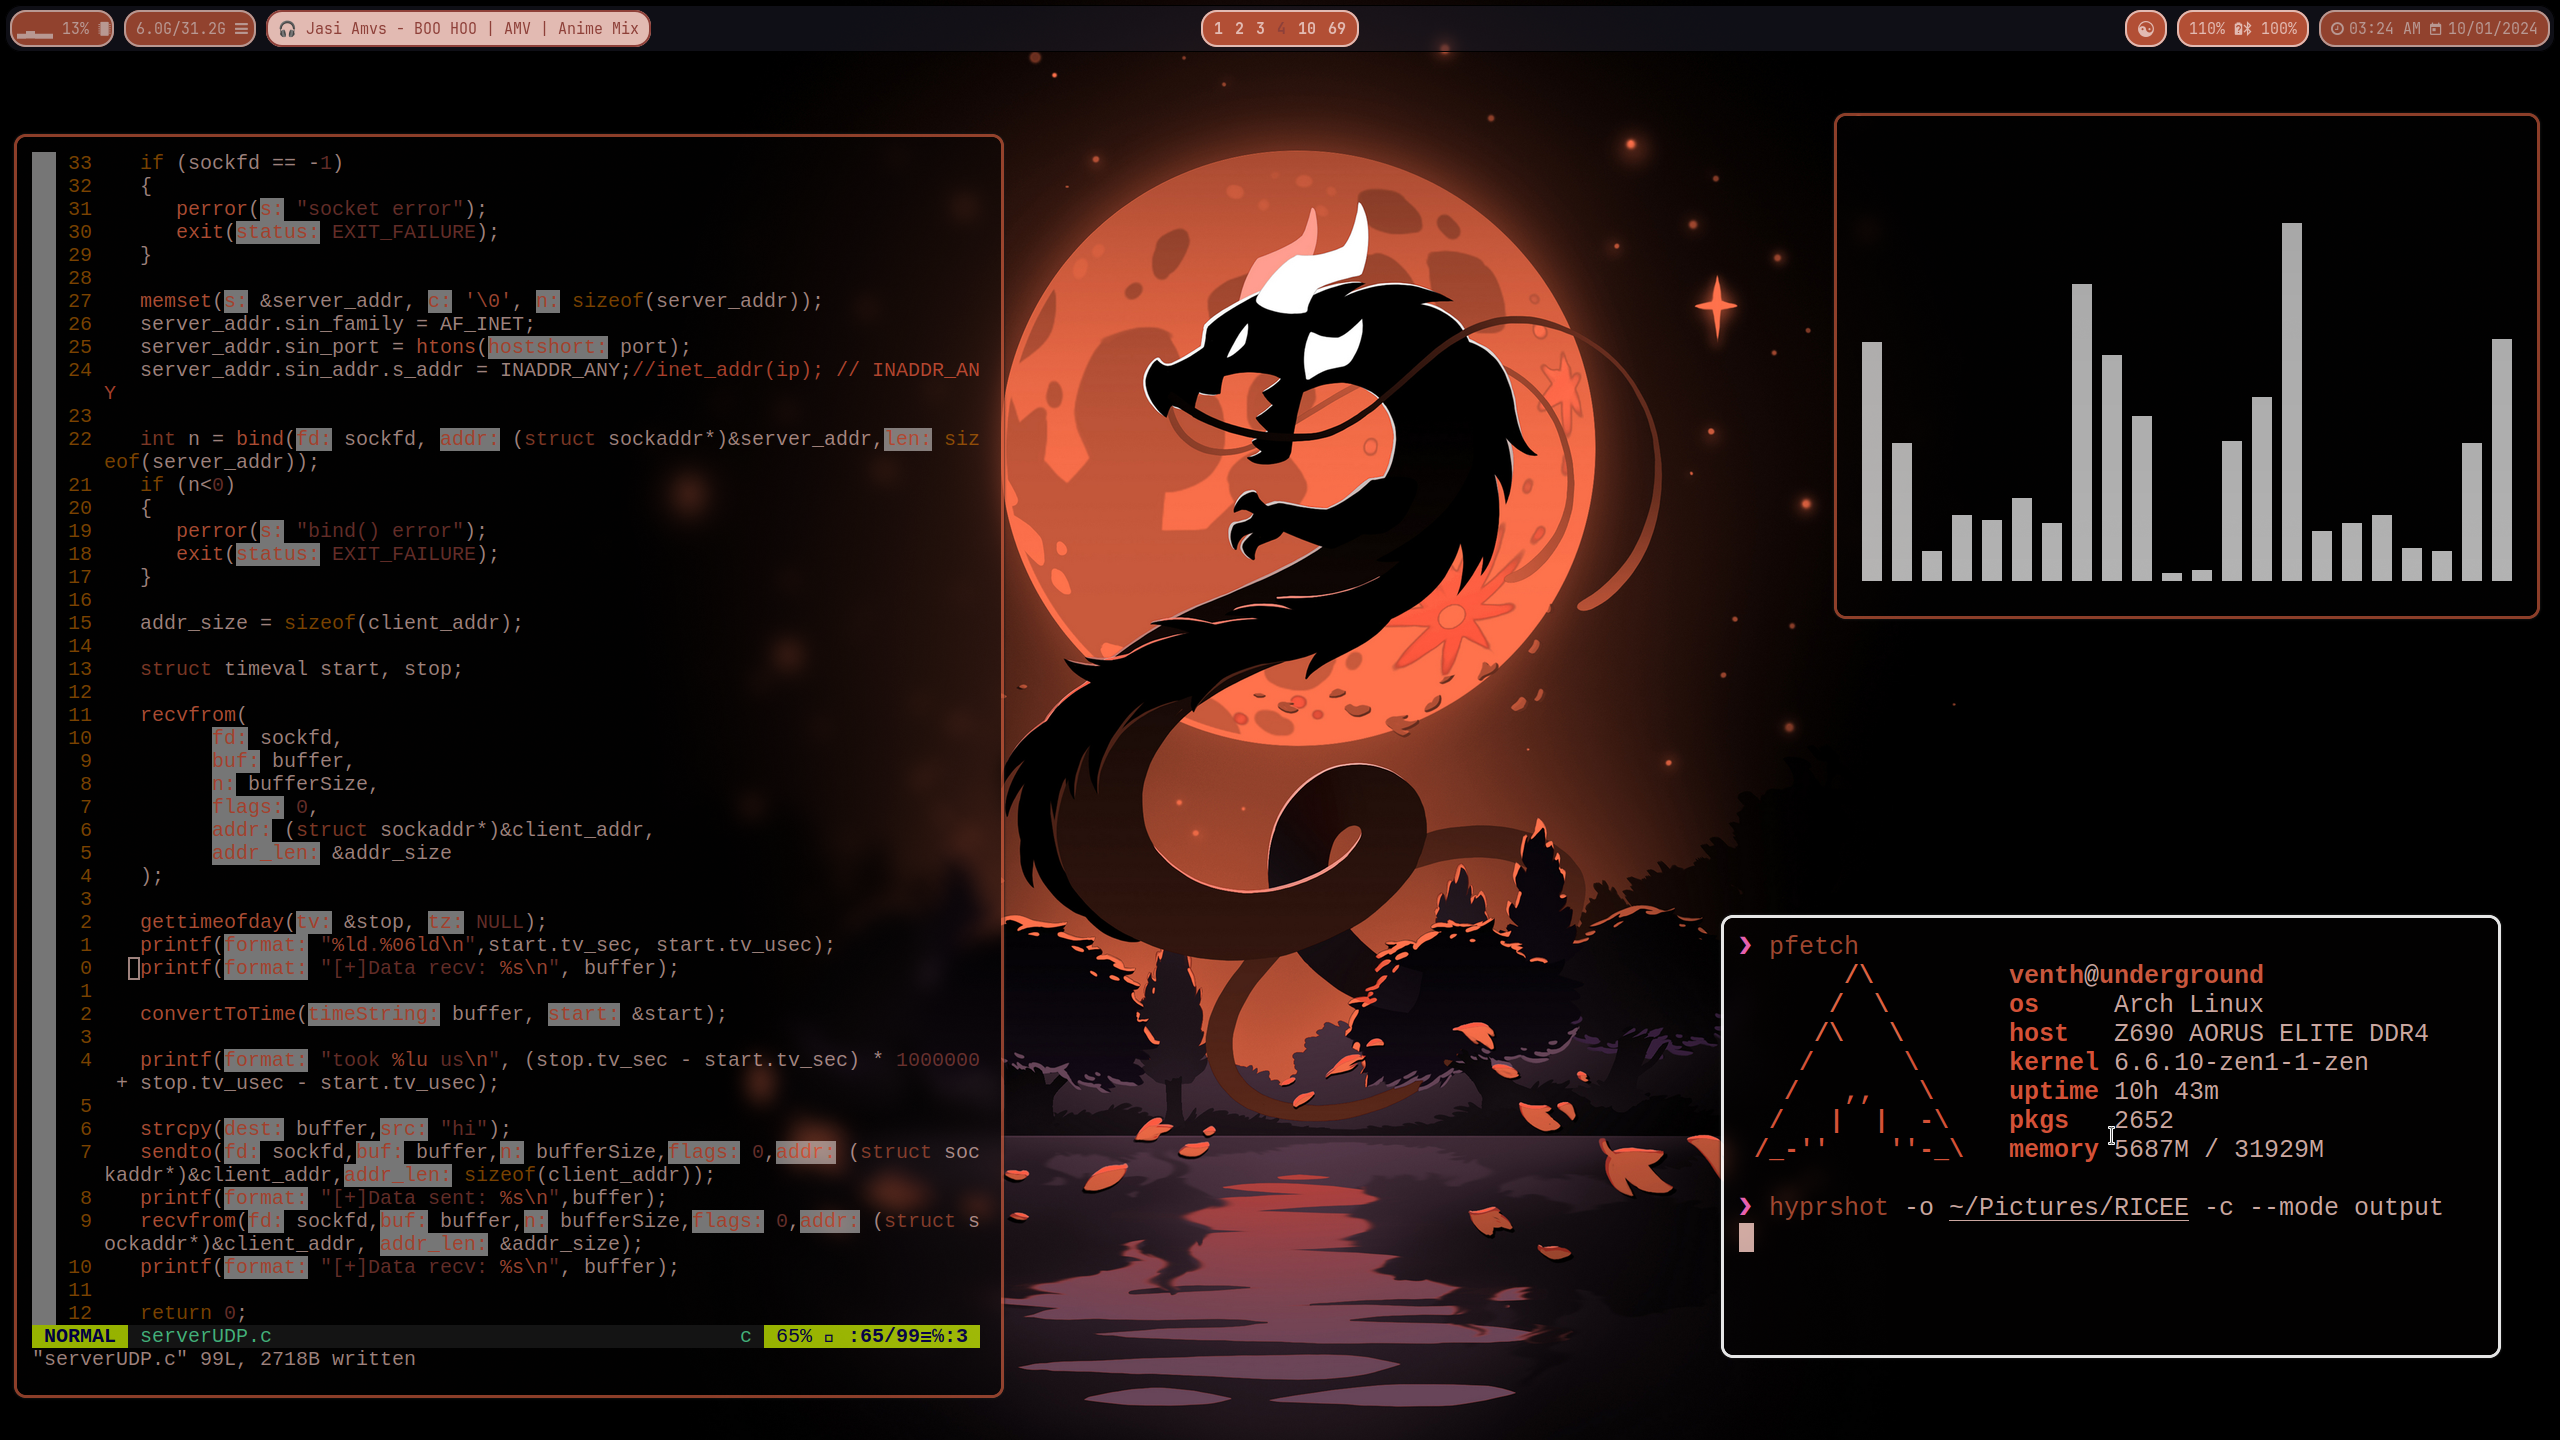 13%
6.0G/31.2G
Jasi Amvs - BOO HOO | AMV | Anime Mix
1 2 3 4 10 69
110% 100%
03:24 AM 10/01/2024
33 if (sockfd == -1)
32 {
31 perror(s: "socket error");
30 exit(status: EXIT_FAILURE);
29 }
28
27 memset(s: &server_addr, c: '\0', n: sizeof(server_addr));
26 server_addr.sin_family = AF_INET;
25 server_addr.sin_port = htons(hostshort: port);
24 server_addr.sin_addr.s_addr = INADDR_ANY;//inet_addr(ip); // INADDR_AN
Y
23
22 int n = bind(fd: sockfd, addr: (struct sockaddr*)&server_addr,len: siz
eof(server_addr));
21 if (n<0)
20 {
19 perror(s: "bind() error");
18 exit(status: EXIT_FAILURE);
17 }
16
15 addr_size = sizeof(client_addr);
14
13 struct timeval start, stop;
12
11 recvfrom(
10 fd: sockfd,
9 buf: buffer,
8 n: bufferSize,
7 flags: 0,
6 addr: (struct sockaddr*)&client_addr,
5 addr_len: &addr_size
4 );
3
2 gettimeofday(tv: &stop, tz: NULL);
1 printf(format: "%ld.%06ld\n",start.tv_sec, start.tv_usec);
0 printf(format: "[+]Data recv: %s\n", buffer);
1
2 convertToTime(timeString: buffer, start: &start);
3
4 printf(format: "took %lu us\n", (stop.tv_sec - start.tv_sec) * 1000000
+ stop.tv_usec - start.tv_usec);
5
6 strcpy(dest: buffer,src: "hi");
7 sendto(fd: sockfd,buf: buffer,n: bufferSize,flags: 0,addr: (struct soc
kaddr*)&client_addr,addr_len: sizeof(client_addr));
8 printf(format: "[+]Data sent: %s\n",buffer);
9 recvfrom(fd: sockfd,buf: buffer,n: bufferSize,flags: 0,addr: (struct s
ockaddr*)&client_addr, addr_len: &addr_size);
10 printf(format: "[+]Data recv: %s\n", buffer);
11
12 return 0;
NORMAL serverUDP.c c 65% :65/99≡℅:3
"serverUDP.c" 99L, 2718B written
❯ pfetch
venth@underground
os Arch Linux
host Z690 AORUS ELITE DDR4
kernel 6.6.10-zen1-1-zen
uptime 10h 43m
pkgs 2652
memory 5687M / 31929M
❯ hyprshot -o ~/Pictures/RICEE -c --mode output